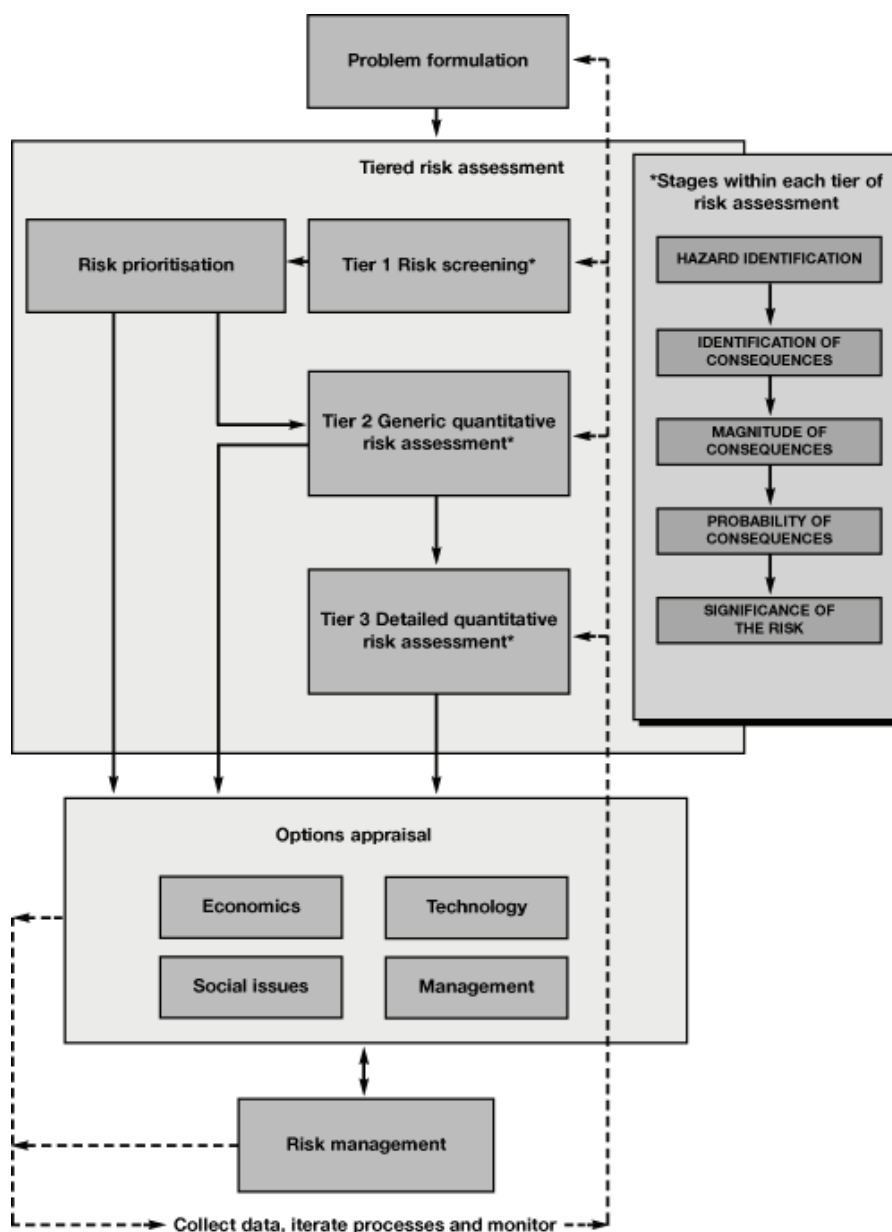 Problem formulation
Tiered risk assessment
Risk prioritisation
Tier 1 Risk screening*
Tier 2 Generic quantitative
risk assessment*
Tier 3 Detailed quantitative
risk assessment*
*Stages within each tier of
risk assessment
HAZARD IDENTIFICATION
IDENTIFICATION OF
CONSEQUENCES
MAGNITUDE OF
CONSEQUENCES
PROBABILITY OF
CONSEQUENCES
SIGNIFICANCE OF
THE RISK
Options appraisal
Economics
Technology
Social issues
Management
Risk management
Collect data, iterate processes and monitor